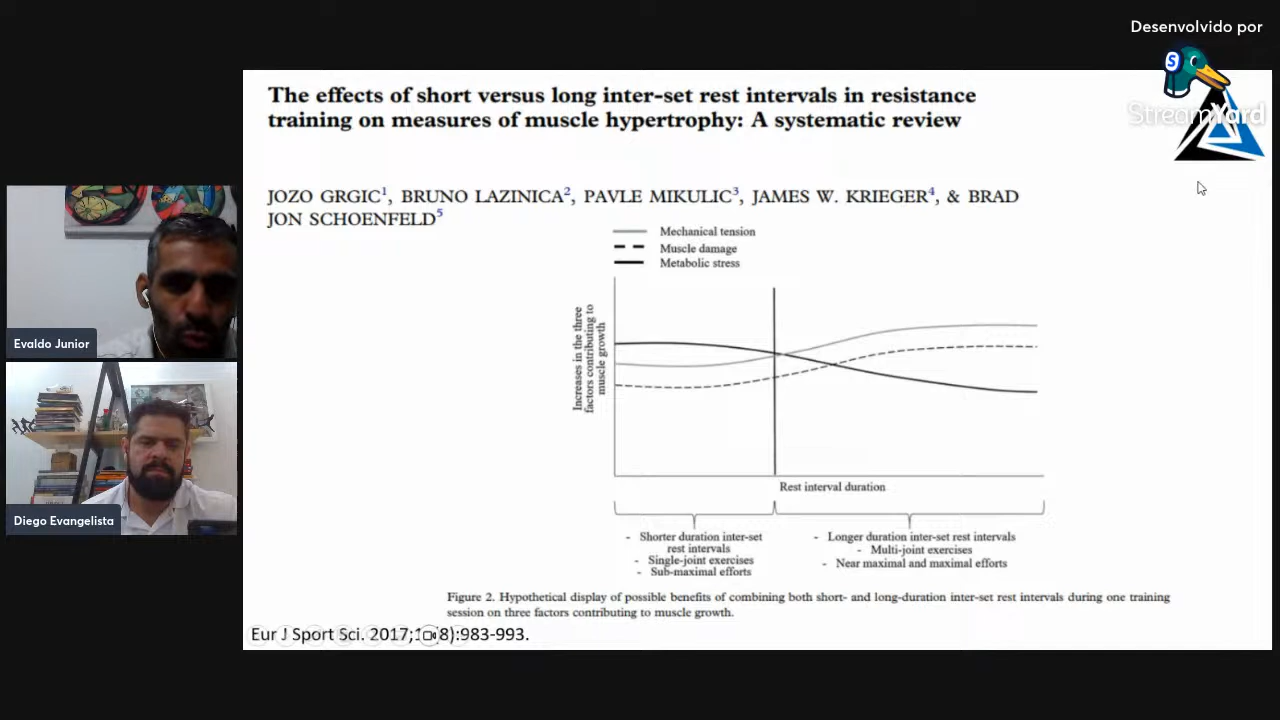 Desenvolvido por
S
StreamYard
The effects of short versus long inter-set rest intervals in resistance
training on measures of muscle hypertrophy: A systematic review
JOZO GRGIC1, BRUNO LAZINICA2, PAVLE MIKULIC3, JAMES W. KRIEGER4, & BRAD
JON SCHOENFELD5
Mechanical tension
Muscle damage
Metabolic stress
Increases in the three
factors contributing to
muscle growth
Rest interval duration
- Shorter duration inter-set
rest intervals
- Single-joint exercises
- Sub-maximal efforts
- Longer duration inter-set rest intervals
- Multi-joint exercises
- Near maximal and maximal efforts
Figure 2. Hypothetical display of possible benefits of combining both short- and long-duration inter-set rest intervals during one training
session on three factors contributing to muscle growth.
Eur J Sport Sci. 2017; 8):983-993.
Evaldo Junior
Diego Evangelista